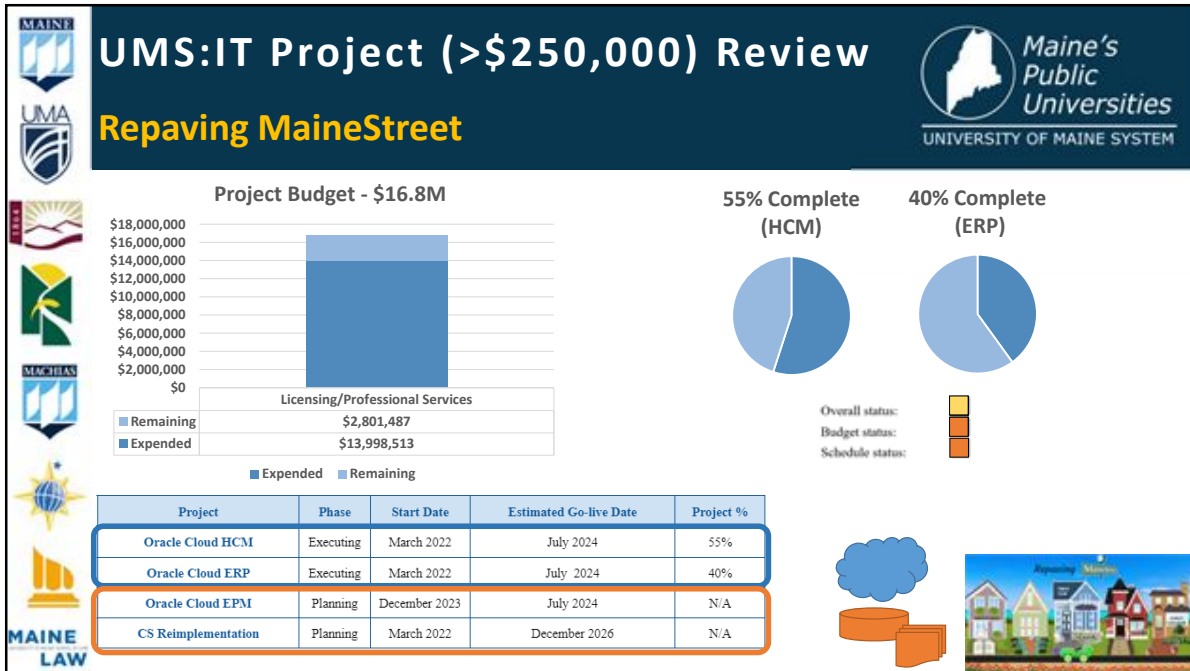 MAINE
UMS:IT Project (>$250,000) Review
Repaving MaineStreet
Maine's
Public
Universities
UNIVERSITY OF MAINE SYSTEM
UMA
1864
MACHIAS
MAINE
LAW
Project Budget - $16.8M
$18,000,000
$16,000,000
$14,000,000
$12,000,000
$10,000,000
$8,000,000
$6,000,000
$4,000,000
$2,000,000
$0
Licensing/Professional Services
Remaining $2,801,487
Expended $13,998,513
Expended Remaining
55% Complete
(HCM)
40% Complete
(ERP)
Overall status:
Budget status:
Schedule status:
Project Phase Start Date Estimated Go-live Date Project %
Oracle Cloud HCM Executing March 2022 July 2024 55%
Oracle Cloud ERP Executing March 2022 July 2024 40%
Oracle Cloud EPM Planning December 2023 July 2024 N/A
CS Reimplementation Planning March 2022 December 2026 N/A
Repaving